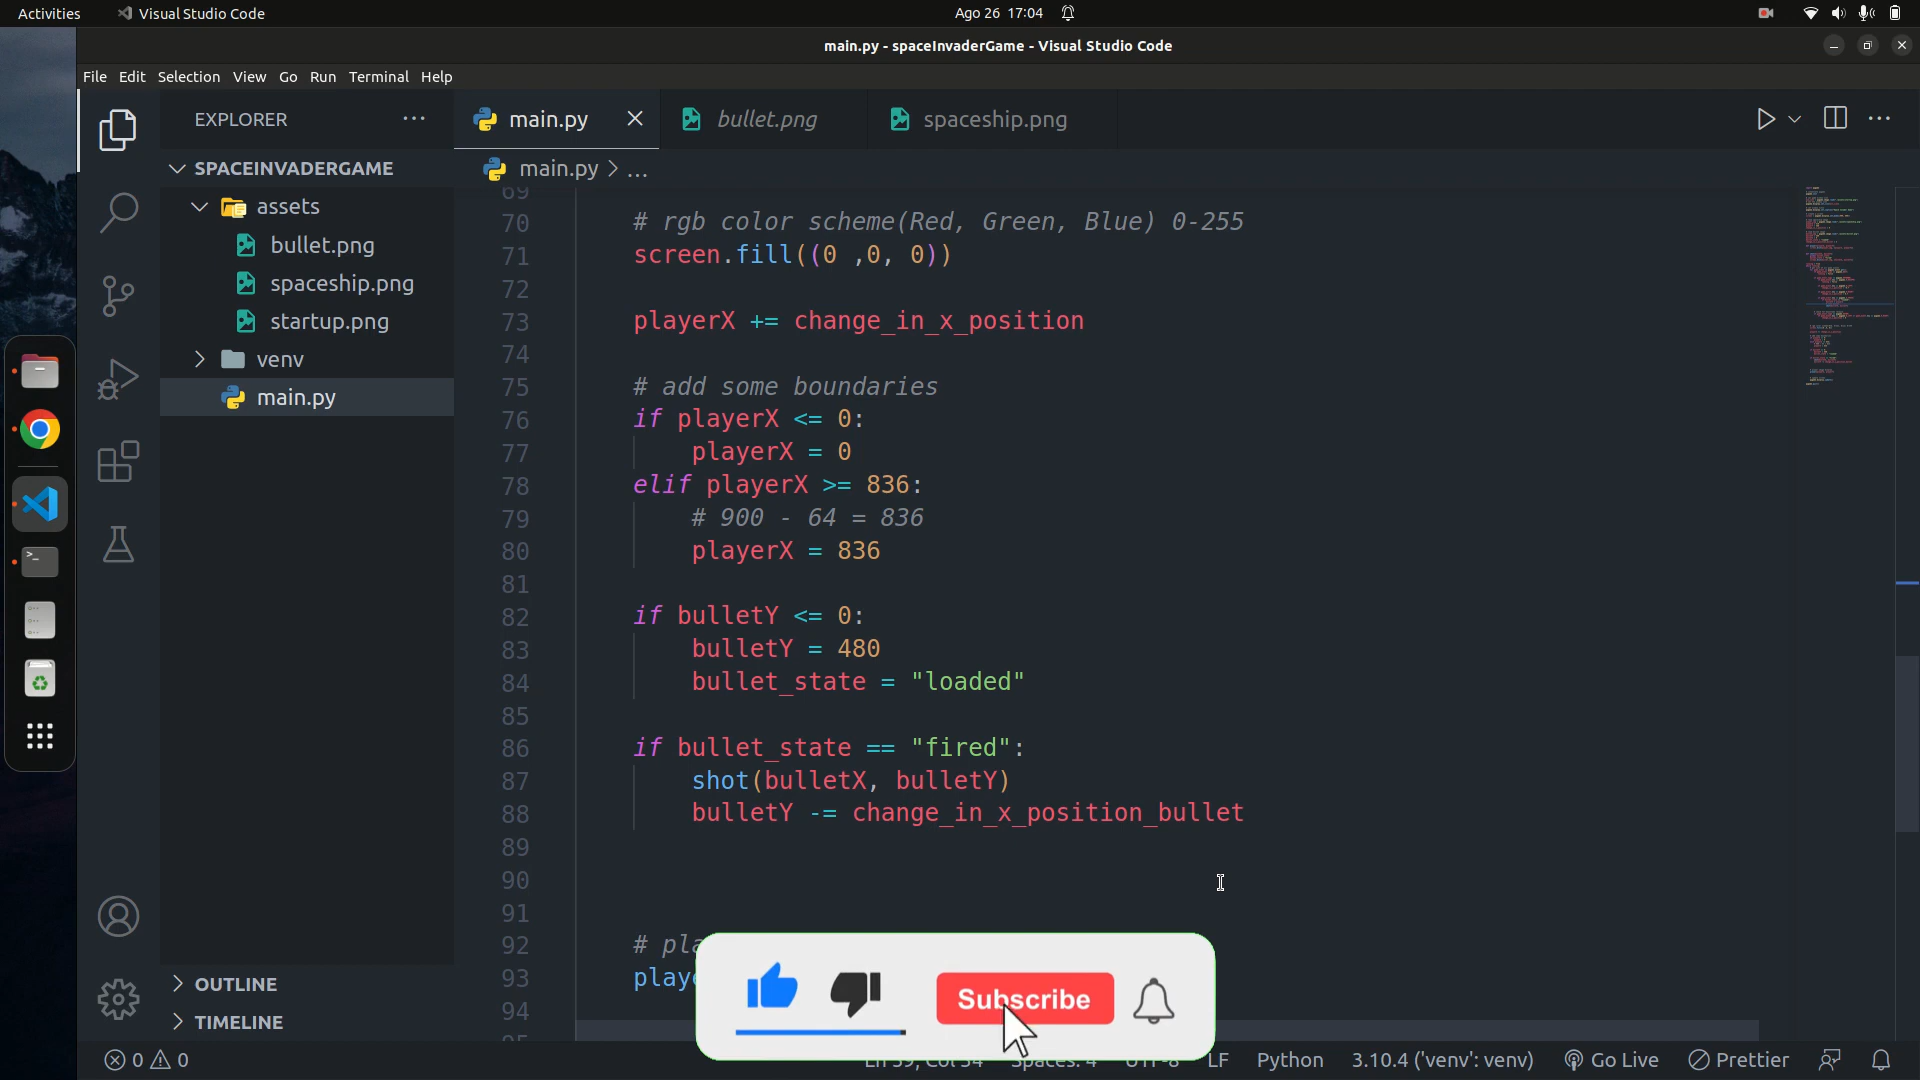 Activities
Visual Studio Code
Ago 26 17:04
main.py - spaceInvaderGame - Visual Studio Code
File Edit Selection View Go Run Terminal Help
EXPLORER
main.py
bullet.png
spaceship.png
SPACEINVADERGAME
main.py > ...
assets
bullet.png
spaceship.png
startup.png
venv
main.py
69
70 # rgb color scheme(Red, Green, Blue) 0-255
71 screen.fill((0 ,0, 0))
72
73 playerX += change_in_x_position
74
75 # add some boundaries
76 if playerX <= 0:
77 playerX = 0
78 elif playerX >= 836:
79 # 900 - 64 = 836
80 playerX = 836
81
82 if bulletY <= 0:
83 bulletY = 480
84 bullet_state = "loaded"
85
86 if bullet_state == "fired":
87 shot(bulletX, bulletY)
88 bulletY -= change_in_x_position_bullet
89
90
91
92 #
93
94
OUTLINE
TIMELINE
Subscribe
0 0
LF Python 3.10.4 ('venv': venv) Go Live Prettier